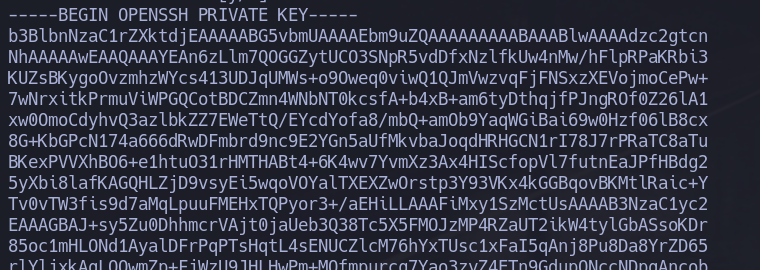 -----BEGIN OPENSSH PRIVATE KEY-----
b3BlbnNzaC1rZXktdjEAAAAABG5vbmUAAAAEbm9uZQAAAAAAAAABAAABlwAAAAdzc2gtcn
NhAAAAAwEAAQAAAYEAn6zLlm7QOGGZytUCO3SNpR5vdDfxNzlfkUw4nMw/hFlpRPaKRbi3
KUZsBKygoOvzmhzWYcs413UDJqUMWs+o9Oweq0viwQ1QJmVwzvqFjFNSxzXEVojmoCePw+
7wNrxitkPrmuViWPGQCotBDCZmn4WNbNT0kcsfA+b4xB+am6tyDthqjfPJngROf0Z26lA1
xw0OmoCdyhvQ3azlbkZZ7EWeTtQ/EYcdYofa8/mbQ+amOb9YaqWGiBai69w0Hzf06lB8cx
8G+KbGPcN174a666dRwDFmbrd9nc9E2YGn5aUfMkvbaJoqdHRHGCN1rI78J7rPRaTC8aTu
BKexPVVXhBO6+e1htuO31rHMTHABt4+6K4wv7YvmXz3Ax4HIScfopVl7futnEaJPfHBdg2
5yXbi8lafKAGQHLZjD9vsyEi5wqoVOYalTXEXZwOrstp3Y93VKx4kGGBqovBKMtlRaic+Y
Tv0vTW3fis9d7aMqLpuuFMEHxTQPyor3+/aEHiLLAAAFiMxy1SzMctUsAAAAB3NzaC1yc2
EAAAGBAJ+sy5Zu0DhhmcrVAjt0jaUeb3Q38Tc5X5FMOJzMP4RZaUT2ikW4tylGbASsoKDr
85oc1mHLONd1AyalDFrPqPTsHqtL4sENUCZlcM76hYxTUsc1xFaI5qAnj8Pu8Da8YrZD65